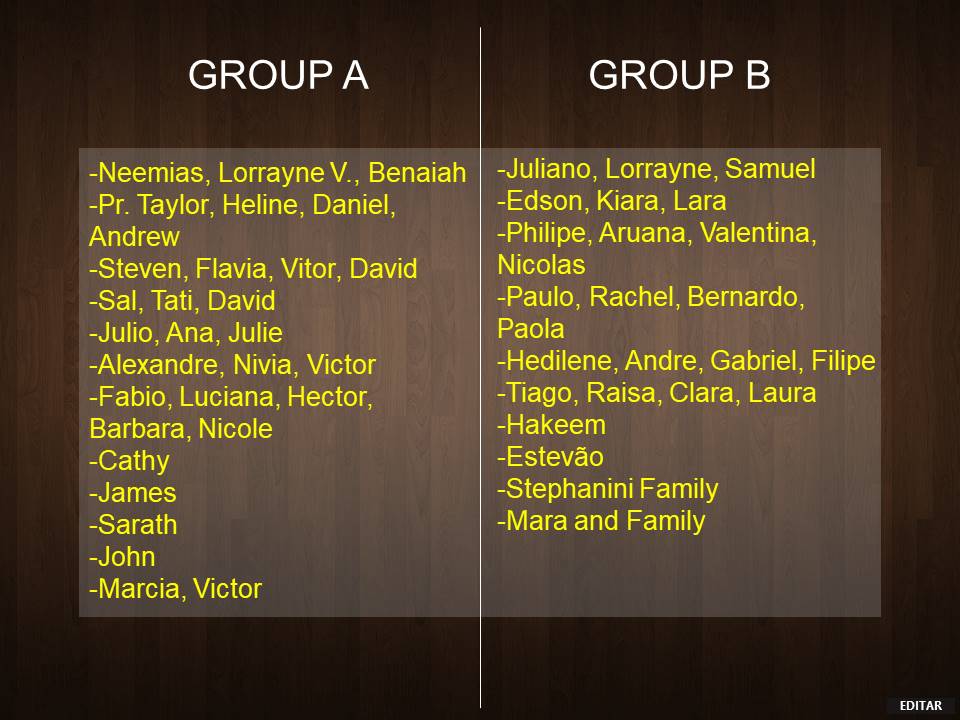 GROUP A
-Neemias, Lorrayne V., Benaiah
-Pr. Taylor, Heline, Daniel,
Andrew
-Steven, Flavia, Vitor, David
-Sal, Tati, David
-Julio, Ana, Julie
-Alexandre, Nivia, Victor
-Fabio, Luciana, Hector,
Barbara, Nicole
-Cathy
-James
-Sarath
-John
-Marcia, Victor
GROUP B
-Juliano, Lorrayne, Samuel
-Edson, Kiara, Lara
-Philipe, Aruana, Valentina,
Nicolas
-Paulo, Rachel, Bernardo,
Paola
-Hedilene, Andre, Gabriel, Filipe
-Tiago, Raisa, Clara, Laura
-Hakeem
-Estevão
-Stephanini Family
-Mara and Family
EDITAR